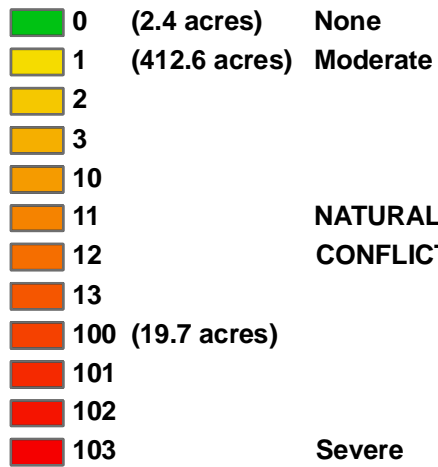 0 (2.4 acres) None
1 (412.6 acres) Moderate
2
3
10
11 NATURAL
12 CONFLICT
13
100 (19.7 acres)
101
102
103 Severe